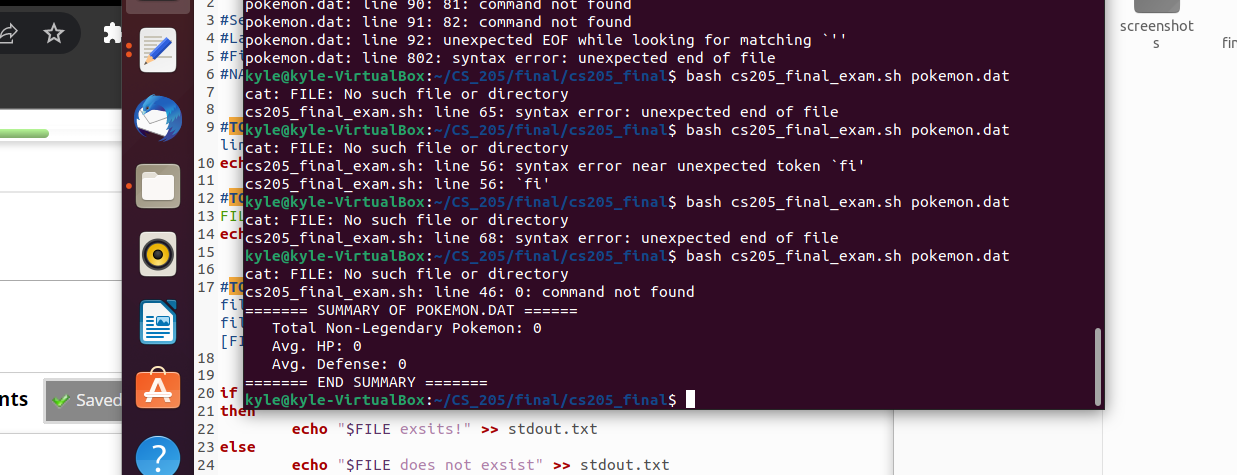 2
3 #Se
4 #La
5 #Fi
6 #NA
7
8
9 #TO
lin
10 ech
11
12 #TO
13 FIL
14 ech
15
16
17 #TO
fil
fil
[FI
18
19
20 if
21 then
22 echo "$FILE exsits!" >> stdout.txt
23 else
24 echo "$FILE does not exsist" >> stdout.txt
pokemon.dat: line 90: 81: command not found
pokemon.dat: line 91: 82: command not found
pokemon.dat: line 92: unexpected EOF while looking for matching `''
pokemon.dat: line 802: syntax error: unexpected end of file
kyle@kyle-VirtualBox:~/CS_205/final/cs205_final$ bash cs205_final_exam.sh pokemon.dat
cat: FILE: No such file or directory
cs205_final_exam.sh: line 65: syntax error: unexpected end of file
kyle@kyle-VirtualBox:~/CS_205/final/cs205_final$ bash cs205_final_exam.sh pokemon.dat
cat: FILE: No such file or directory
cs205_final_exam.sh: line 56: syntax error near unexpected token `fi'
cs205_final_exam.sh: line 56: `fi'
kyle@kyle-VirtualBox:~/CS_205/final/cs205_final$ bash cs205_final_exam.sh pokemon.dat
cat: FILE: No such file or directory
cs205_final_exam.sh: line 68: syntax error: unexpected end of file
kyle@kyle-VirtualBox:~/CS_205/final/cs205_final$ bash cs205_final_exam.sh pokemon.dat
cat: FILE: No such file or directory
cs205_final_exam.sh: line 46: 0: command not found
======= SUMMARY OF POKEMON.DAT ======
Total Non-Legendary Pokemon: 0
Avg. HP: 0
Avg. Defense: 0
======= END SUMMARY =======
kyle@kyle-VirtualBox:~/CS_205/final/cs205_final$
screenshot
s
fin
nts
Saved